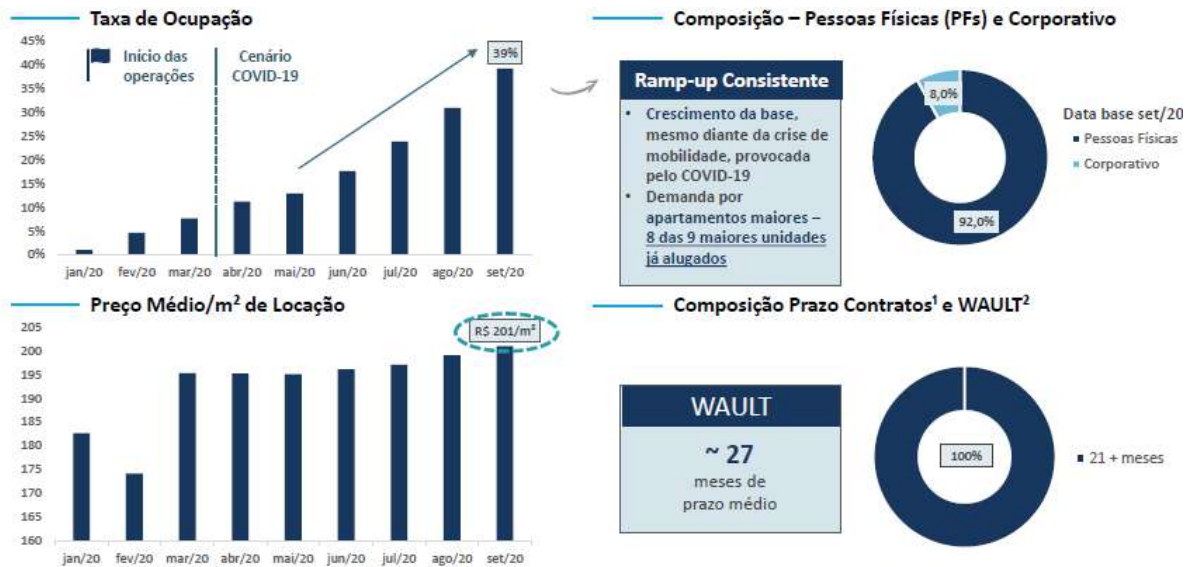 Taxa de Ocupação
45%
40%
35%
30%
25%
20%
15%
10%
5%
0%
Início das
operações
Cenário
COVID-19
39%
jan/20 fev/20 mar/20 abr/20 mai/20 jun/20 jul/20 ago/20 set/20
Ramp-up Consistente
• Crescimento da base,
mesmo diante da crise de
mobilidade, provocada
pelo COVID-19
• Demanda por
apartamentos maiores –
8 das 9 maiores unidades
já alugados
Composição – Pessoas Físicas (PFs) e Corporativo
8,0%
92,0%
Data base set/20
Pessoas Físicas
Corporativo
Preço Médio/m² de Locação
205
200
195
190
185
180
175
170
165
160
R$ 201/m²
jan/20 fev/20 mar/20 abr/20 mai/20 jun/20 jul/20 ago/20 set/20
Composição Prazo Contratos¹ e WAULT²
WAULT
~ 27
meses de
prazo médio
100%
21 + meses